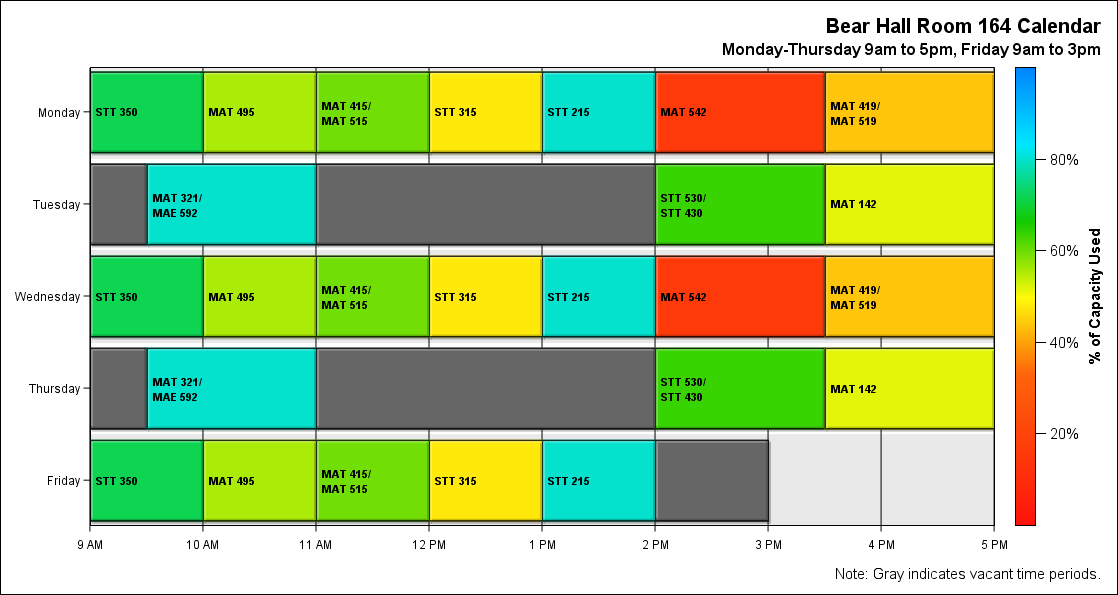 Bear Hall Room 164 Calendar
Monday-Thursday 9am to 5pm, Friday 9am to 3pm
Monday
STT 350
MAT 495
MAT 415/
MAT 515
STT 315
STT 215
MAT 542
MAT 419/
MAT 519
Tuesday
MAT 321/
MAE 592
STT 530/
STT 430
MAT 142
Wednesday
STT 350
MAT 495
MAT 415/
MAT 515
STT 315
STT 215
MAT 542
MAT 419/
MAT 519
Thursday
MAT 321/
MAE 592
STT 530/
STT 430
MAT 142
Friday
STT 350
MAT 495
MAT 415/
MAT 515
STT 315
STT 215
9 AM
10 AM
11 AM
12 PM
1 PM
2 PM
3 PM
4 PM
5 PM
80%
60%
40%
20%
% of Capacity Used
Note: Gray indicates vacant time periods.